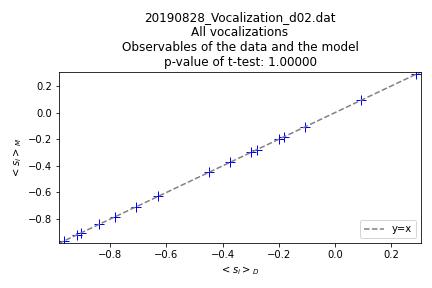 20190828_Vocalization_d02.dat
All vocalizations
Observables of the data and the model
p-value of t-test: 1.00000
< s_i >_M
0.2
0.0
−0.2
−0.4
−0.6
−0.8
y=x
−0.8 −0.6 −0.4 −0.2 0.0 0.2
< s_i >_D